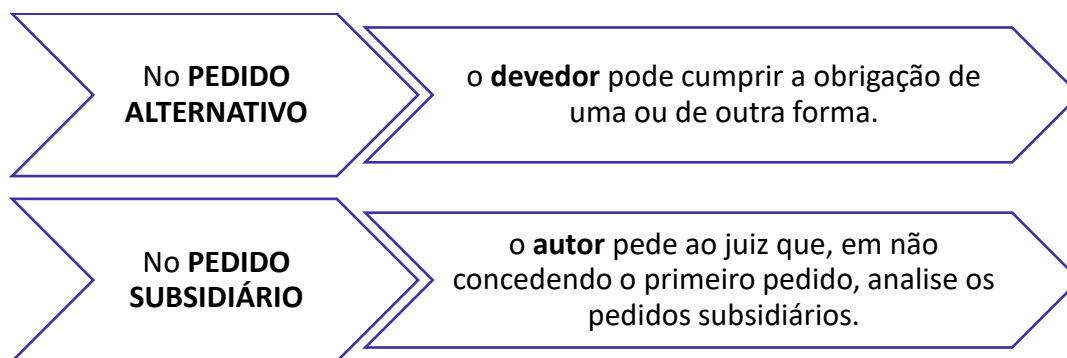 No PEDIDO
ALTERNATIVO
o devedor pode cumprir a obrigação de
uma ou de outra forma.
No PEDIDO
SUBSIDIÁRIO
o autor pede ao juiz que, em não
concedendo o primeiro pedido, analise os
pedidos subsidiários.